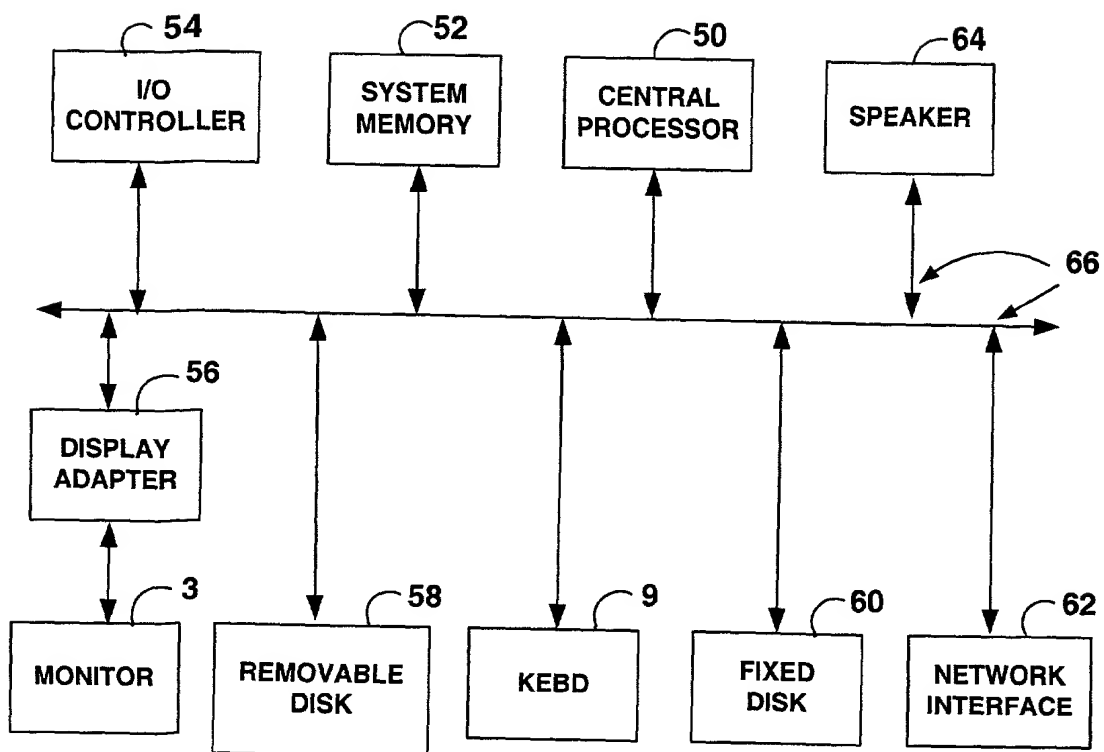 54
52
50
64
I/O
CONTROLLER
SYSTEM
MEMORY
CENTRAL
PROCESSOR
SPEAKER
66
56
DISPLAY
ADAPTER
3
58
9
60
62
MONITOR
REMOVABLE
DISK
KEBD
FIXED
DISK
NETWORK
INTERFACE